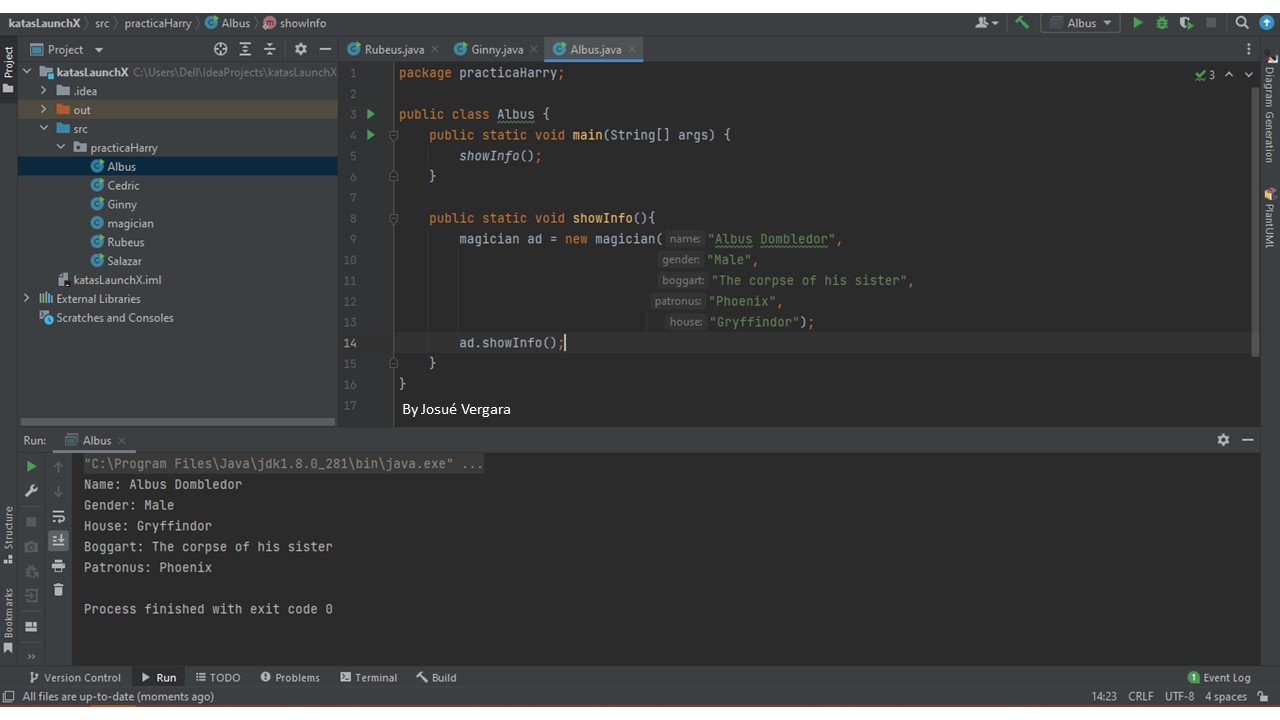 katasLaunchX > src > practicaHarry > Albus > showInfo
Albus
Project
Rubeus.java
Ginny.java
Albus.java
katasLaunchX C:\Users\Dell\IdeaProjects\katasLaunchX
.idea
out
src
practicaHarry
Albus
Cedric
Ginny
magician
Rubeus
Salazar
katasLaunchX.iml
External Libraries
Scratches and Consoles
Project
Structure
Bookmarks
3
1 package practicaHarry;
2
3 public class Albus {
4 public static void main(String[] args) {
5 showInfo();
6 }
7
8 public static void showInfo(){
9 magician ad = new magician( name: "Albus Dombledor",
10 gender: "Male",
11 boggart: "The corpse of his sister",
12 patronus: "Phoenix",
13 house: "Gryffindor");
14 ad.showInfo();
15 }
16 }
17
By Josué Vergara
Diagram Generation
PlantUML
Run: Albus
"C:\Program Files\Java\jdk1.8.0_281\bin\java.exe" ...
Name: Albus Dombledor
Gender: Male
House: Gryffindor
Boggart: The corpse of his sister
Patronus: Phoenix
Process finished with exit code 0
Version Control Run TODO Problems Terminal Build 1 Event Log
All files are up-to-date (moments ago) 14:23 CRLF UTF-8 4 spaces